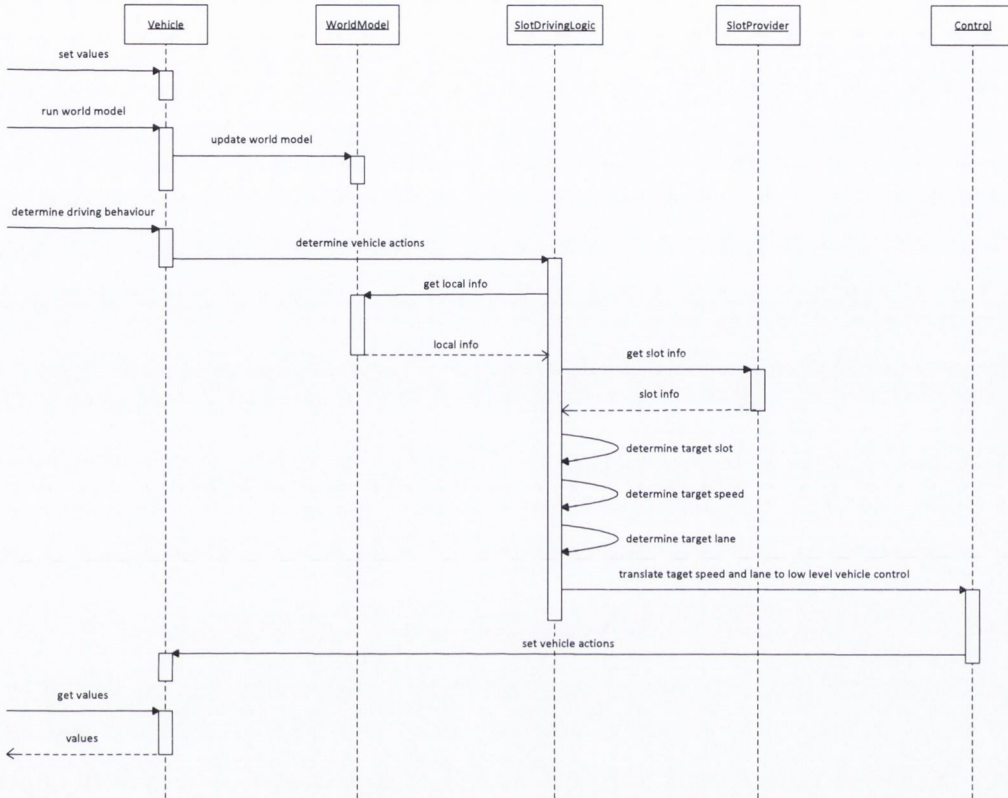 Vehicle
WorldModel
SlotDrivingLogic
SlotProvider
Control
set values
run world model
update world model
determine driving behaviour
determine vehicle actions
get local info
local info
get slot info
slot info
determine target slot
determine target speed
determine target lane
translate taget speed and lane to low level vehicle control
set vehicle actions
get values
values